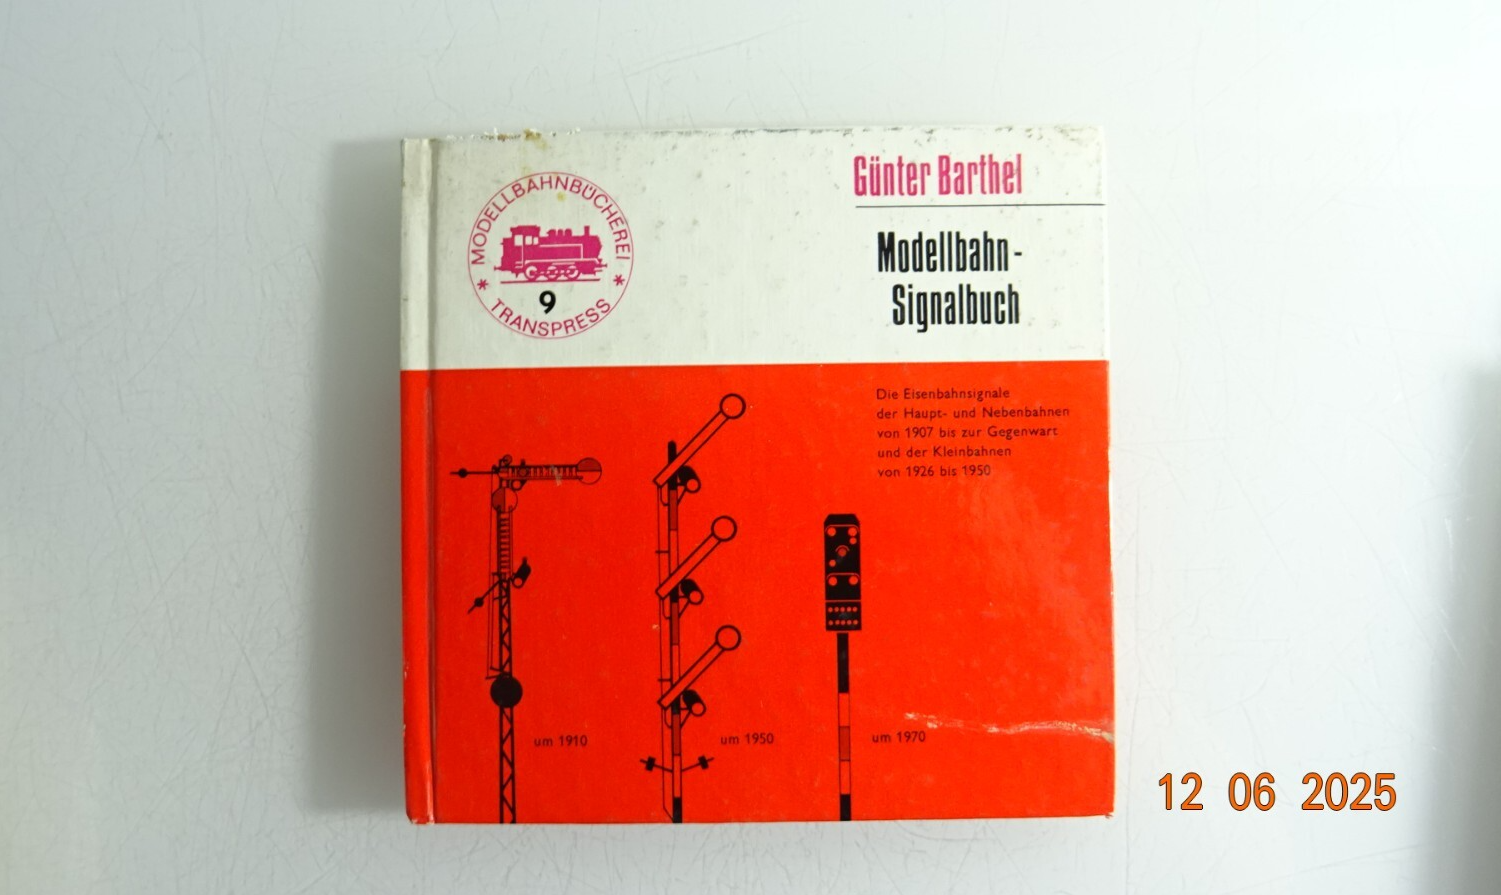 Günter Barthel
MODELLBAHNBÜCHEREI
9
* TRANSPRESS *
Modellbahn-
Signalbuch
Die Eisenbahnsignale
der Haupt- und Nebenbahnen
von 1907 bis zur Gegenwart
und der Kleinbahnen
von 1926 bis 1950
um 1910
um 1950
um 1970
12 06 2025